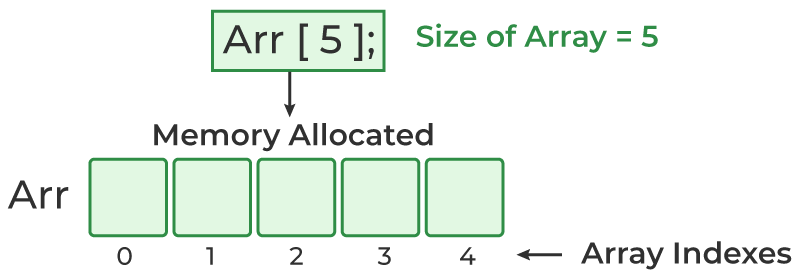 Arr [ 5 ]; Size of Array = 5
Memory Allocated
Arr
0 1 2 3 4 Array Indexes